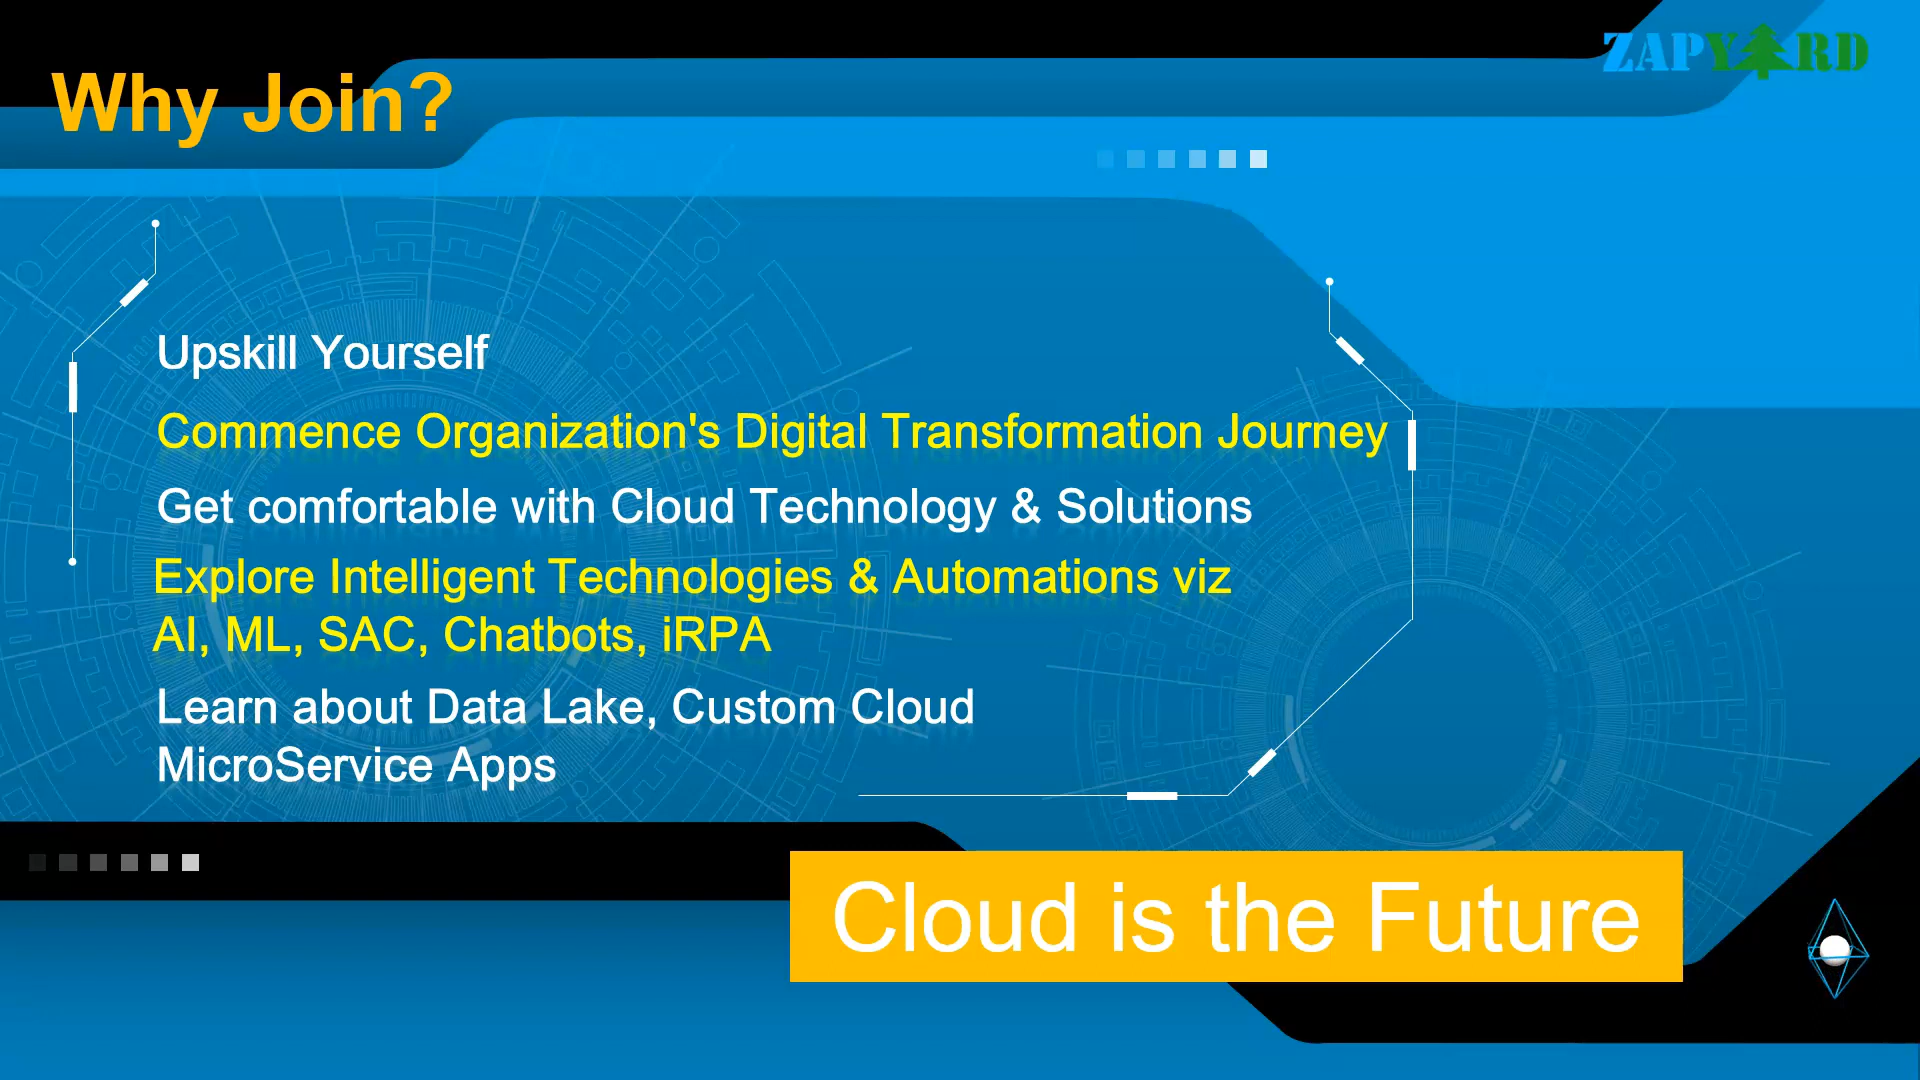 ZAPYARD
Why Join?
Upskill Yourself
Commence Organization's Digital Transformation Journey
Get comfortable with Cloud Technology & Solutions
Explore Intelligent Technologies & Automations viz
AI, ML, SAC, Chatbots, iRPA
Learn about Data Lake, Custom Cloud
MicroService Apps
Cloud is the Future